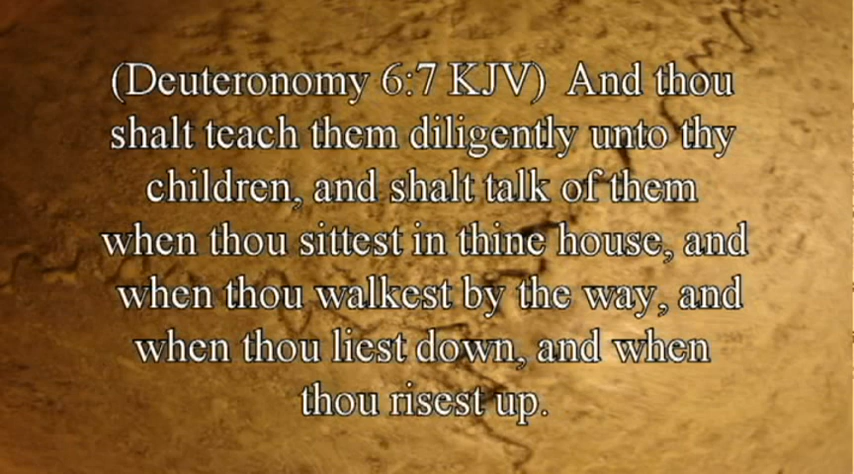 (Deuteronomy 6:7 KJV)  And thou
shalt teach them diligently unto thy
children, and shalt talk of them
when thou sittest in thine house, and
when thou walkest by the way, and
when thou liest down, and when
thou risest up.